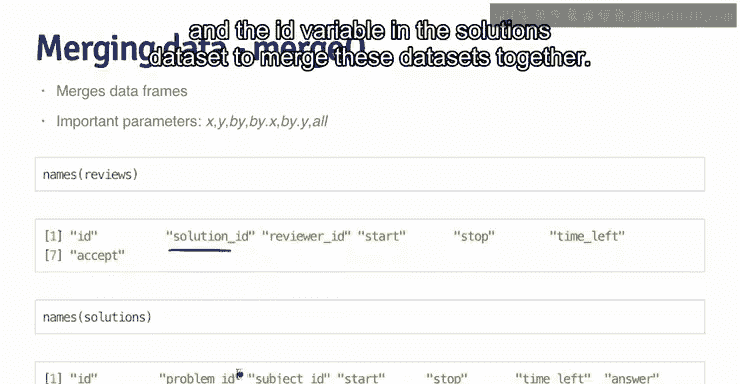 and the id variable in the solutions
dataset to merge these datasets together.
Merging data - merge()
· Merges data frames
· Important parameters: x,y,by,by.x,by.y,all
names(reviews)
[1] "id" "solution_id" "reviewer_id" "start" "stop" "time_left"
[7] "accept"
names(solutions)
[1] "id" "problem_id" "subject_id" "start" "stop" "time_left" "answer"